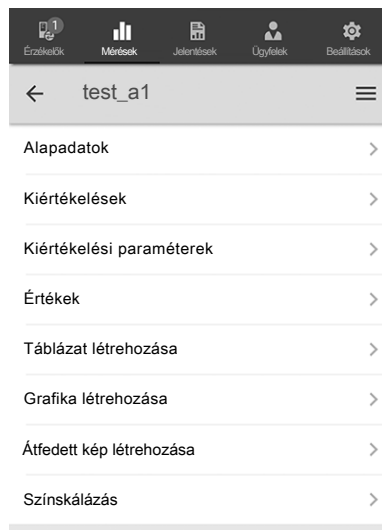 1
Érzékelők Mérések Jelentések Ügyfelek Beállítások
test_a1
Alapadatok
Kiértékelések
Kiértékelési paraméterek
Értékek
Táblázat létrehozása
Grafika létrehozása
Átfedett kép létrehozása
Színskálázás